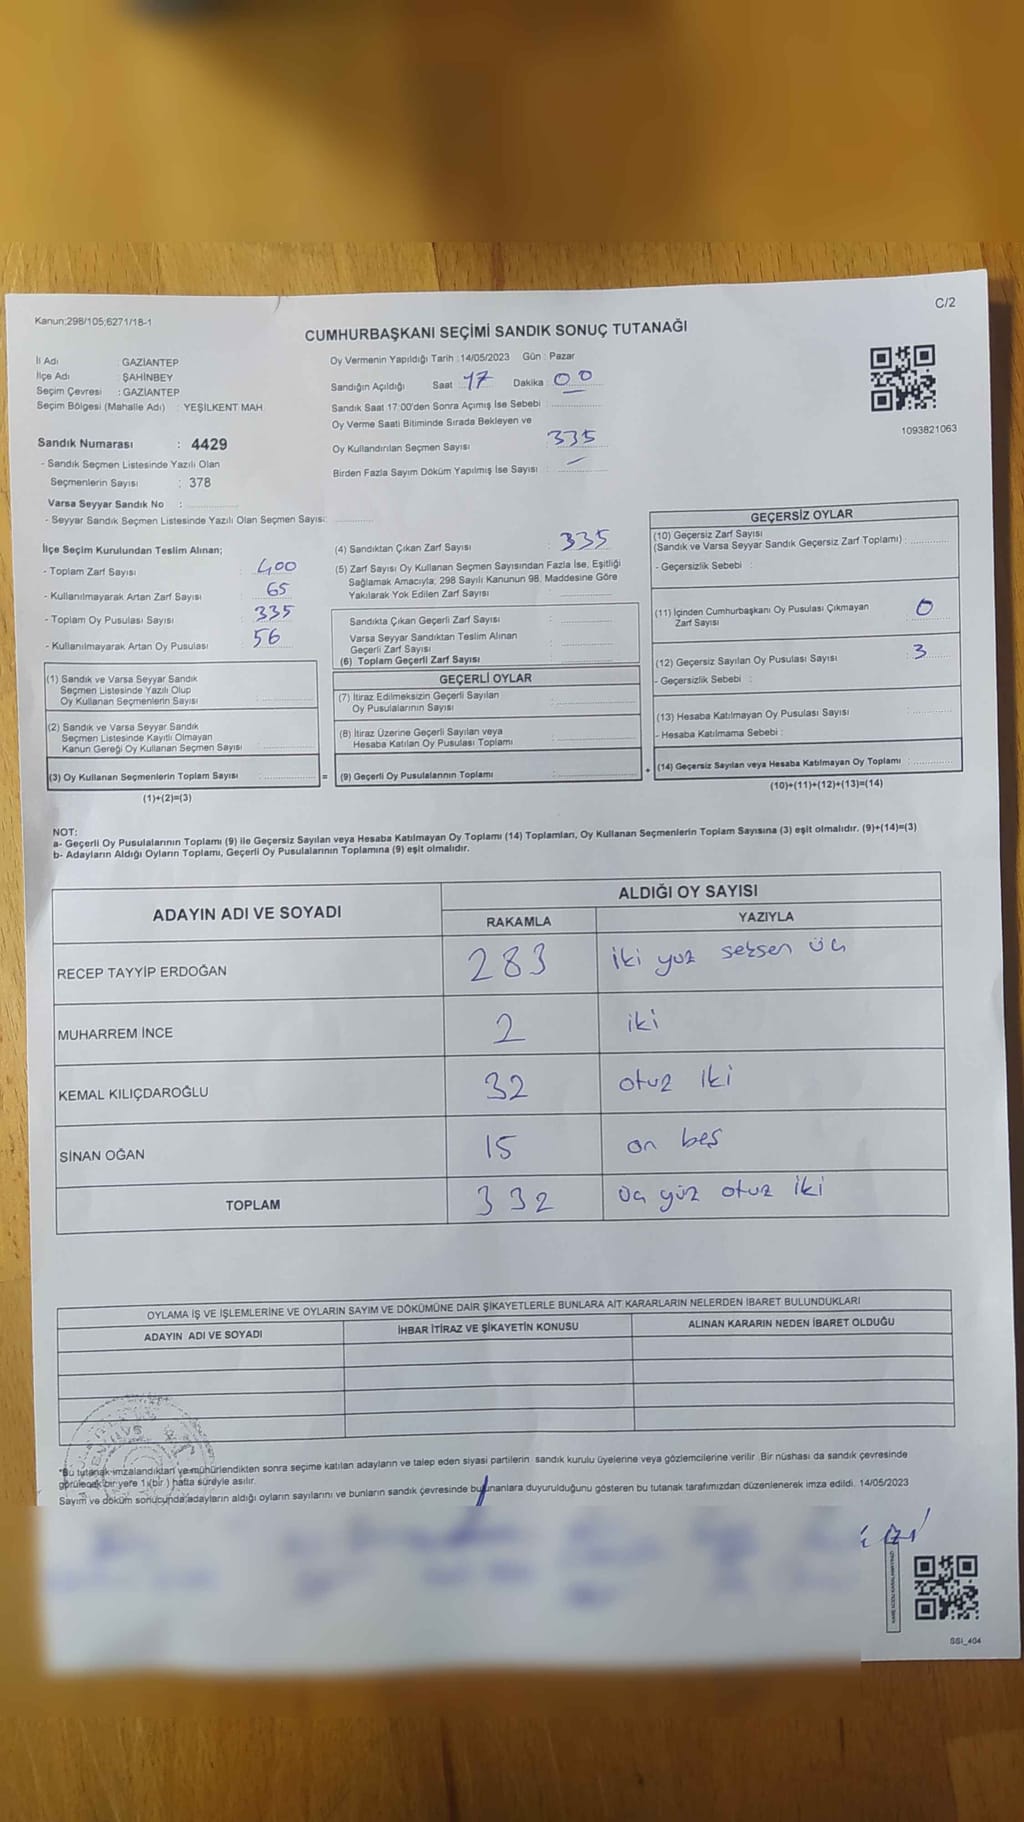 C/2
Kanun;298/105;6271/18-1
CUMHURBAŞKANI SEÇİMİ SANDIK SONUÇ TUTANAĞI
İl Adı : GAZİANTEP
İlçe Adı : ŞAHİNBEY
Seçim Çevresi : GAZİANTEP
Seçim Bölgesi (Mahalle Adı) : YEŞİLKENT MAH.
Sandık Numarası : 4429
- Sandık Seçmen Listesinde Yazılı Olan
Seçmenlerin Sayısı : 378
Varsa Seyyar Sandık No :
- Seyyar Sandık Seçmen Listesinde Yazılı Olan Seçmen Sayısı:
Oy Vermenin Yapıldığı Tarih :14/05/2023 Gün : Pazar
Sandığın Açıldığı Saat : 17 Dakika : 00
Sandık Saat 17:00'den Sonra Açımış İse Sebebi :
Oy Verme Saati Bitiminde Sırada Bekleyen ve
Oy Kullandırılan Seçmen Sayısı : 335
Birden Fazla Sayım Döküm Yapılmış İse Sayısı : –
1093821063
İlçe Seçim Kurulundan Teslim Alınan;
- Toplam Zarf Sayısı : 400
- Kullanılmayarak Artan Zarf Sayısı : 65
- Toplam Oy Pusulası Sayısı : 335
- Kullanılmayarak Artan Oy Pusulası : 56
(1) Sandık ve Varsa Seyyar Sandık
Seçmen Listesinde Yazılı Olup
Oy Kullanan Seçmenlerin Sayısı :
(2) Sandık ve Varsa Seyyar Sandık
Seçmen Listesinde Kayıtlı Olmayan
Kanun Gereği Oy Kullanan Seçmen Sayısı :
(3) Oy Kullanan Seçmenlerin Toplam Sayısı : =
(1)+(2)=(3)
(4) Sandıktan Çıkan Zarf Sayısı : 335
(5) Zarf Sayısı Oy Kullanan Seçmen Sayısından Fazla İse, Eşitliği
Sağlamak Amacıyla; 298 Sayılı Kanunun 98. Maddesine Göre
Yakılarak Yok Edilen Zarf Sayısı :
Sandıkta Çıkan Geçerli Zarf Sayısı :
Varsa Seyyar Sandıktan Teslim Alınan
Geçerli Zarf Sayısı :
(6) Toplam Geçerli Zarf Sayısı :
GEÇERLİ OYLAR
(7) İtiraz Edilmeksizin Geçerli Sayılan
Oy Pusulalarının Sayısı :
(8) İtiraz Üzerine Geçerli Sayılan veya
Hesaba Katılan Oy Pusulası Toplamı :
(9) Geçerli Oy Pusulalarının Toplamı : +
GEÇERSİZ OYLAR
(10) Geçersiz Zarf Sayısı
(Sandık ve Varsa Seyyar Sandık Geçersiz Zarf Toplamı) :
- Geçersizlik Sebebi :
(11) İçinden Cumhurbaşkanı Oy Pusulası Çıkmayan
Zarf Sayısı : 0
(12) Geçersiz Sayılan Oy Pusulası Sayısı : 3
- Geçersizlik Sebebi :
(13) Hesaba Katılmayan Oy Pusulası Sayısı :
- Hesaba Katılmama Sebebi :
(14) Geçersiz Sayılan veya Hesaba Katılmayan Oy Toplamı :
(10)+(11)+(12)+(13)=(14)
NOT:
a- Geçerli Oy Pusulalarının Toplamı (9) ile Geçersiz Sayılan veya Hesaba Katılmayan Oy Toplamı (14) Toplamları, Oy Kullanan Seçmenlerin Toplam Sayısına (3) eşit olmalıdır. (9)+(14)=(3)
b- Adayların Aldığı Oyların Toplamı, Geçerli Oy Pusulalarının Toplamına (9) eşit olmalıdır.
ADAYIN ADI VE SOYADI ALDIĞI OY SAYISI
RAKAMLA YAZIYLA
RECEP TAYYİP ERDOĞAN 283 iki yüz seksen üç
MUHARREM İNCE 2 iki
KEMAL KILIÇDAROĞLU 32 otuz iki
SİNAN OĞAN 15 on beş
TOPLAM 332 üç yüz otuz iki
OYLAMA İŞ VE İŞLEMLERİNE VE OYLARIN SAYIM VE DÖKÜMÜNE DAİR ŞİKAYETLERLE BUNLARA AİT KARARLARIN NELERDEN İBARET BULUNDUKLARI
ADAYIN ADI VE SOYADI İHBAR İTİRAZ VE ŞİKAYETİN KONUSU ALINAN KARARIN NEDEN İBARET OLDUĞU
*Bu tutanak imzalandıktan ve mühürlendikten sonra seçime katılan adayların ve talep eden siyasi partilerin sandık kurulu üyelerine veya gözlemcilerine verilir. Bir nüshası da sandık çevresinde
görülecek bir yere 1 (bir ) hafta süreyle asılır.
Sayım ve döküm sonucunda adayların aldığı oyların sayılarını ve bunların sandık çevresinde bulunanlara duyurulduğunu gösteren bu tutanak tarafımızdan düzenlenerek imza edildi. 14/05/2023
SSI_404